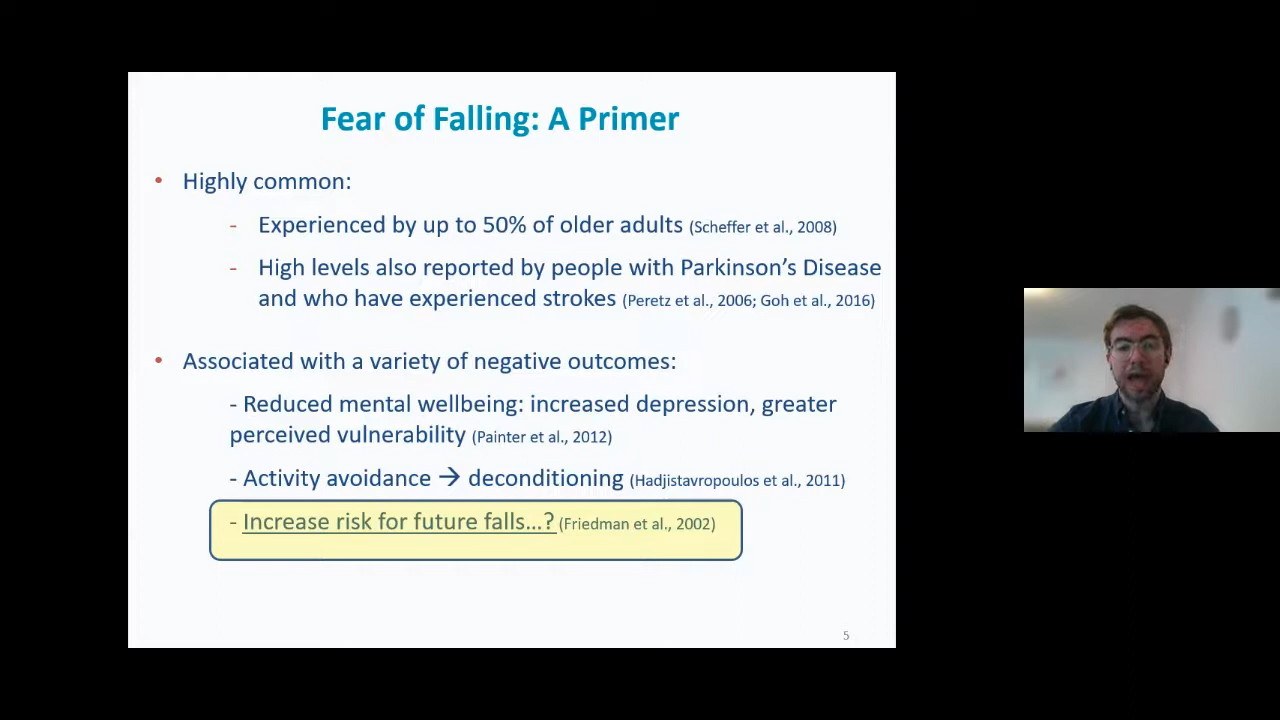 Fear of Falling: A Primer
• Highly common:
- Experienced by up to 50% of older adults (Scheffer et al., 2008)
- High levels also reported by people with Parkinson’s Disease
and who have experienced strokes (Peretz et al., 2006; Goh et al., 2016)
• Associated with a variety of negative outcomes:
- Reduced mental wellbeing: increased depression, greater
perceived vulnerability (Painter et al., 2012)
- Activity avoidance → deconditioning (Hadjistavropoulos et al., 2011)
- Increase risk for future falls...? (Friedman et al., 2002)
5